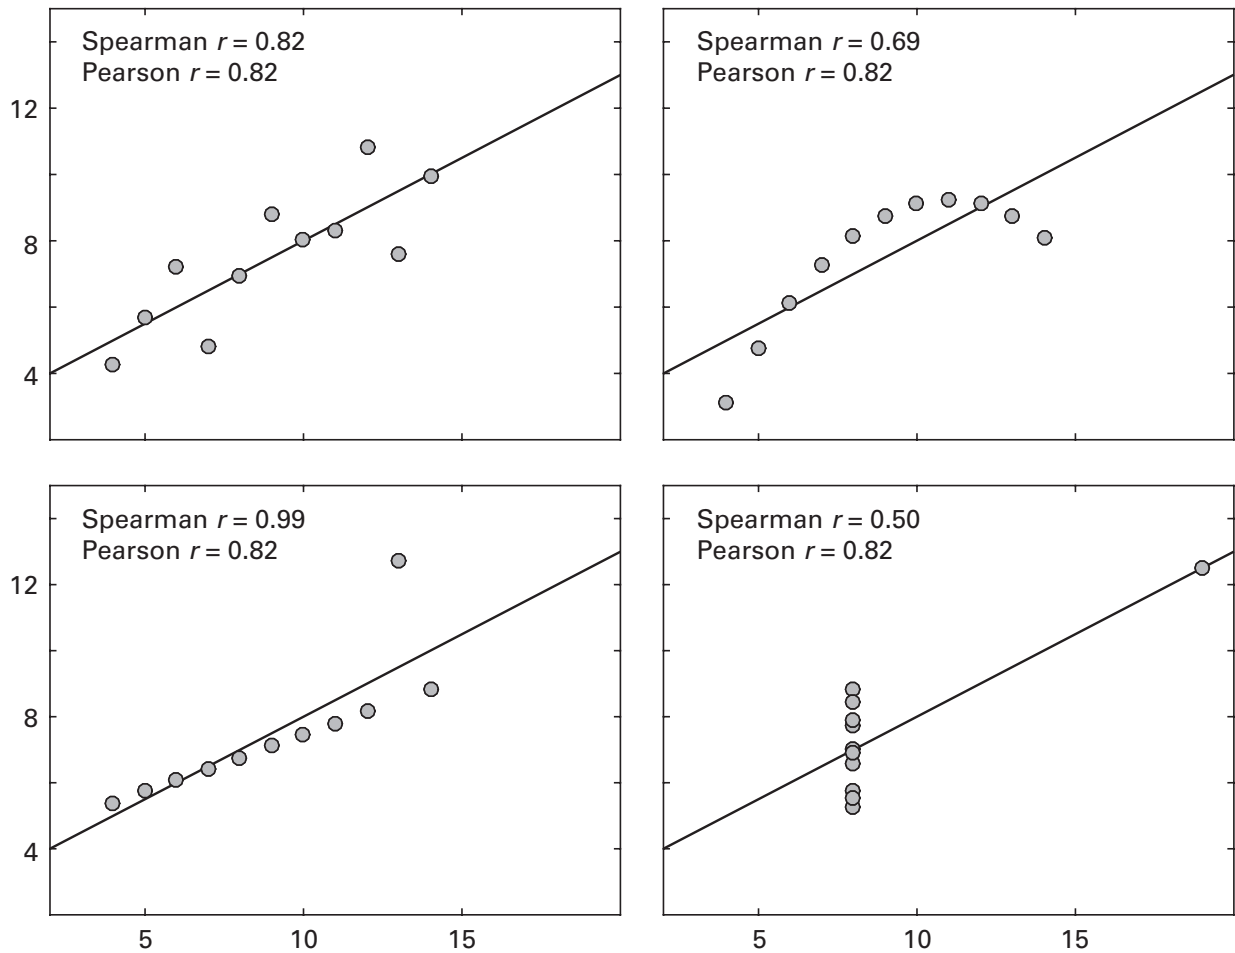 Spearman r = 0.82
Pearson r = 0.82
12
8
4
Spearman r = 0.69
Pearson r = 0.82
Spearman r = 0.99
Pearson r = 0.82
12
8
4
5 10 15
Spearman r = 0.50
Pearson r = 0.82
5 10 15